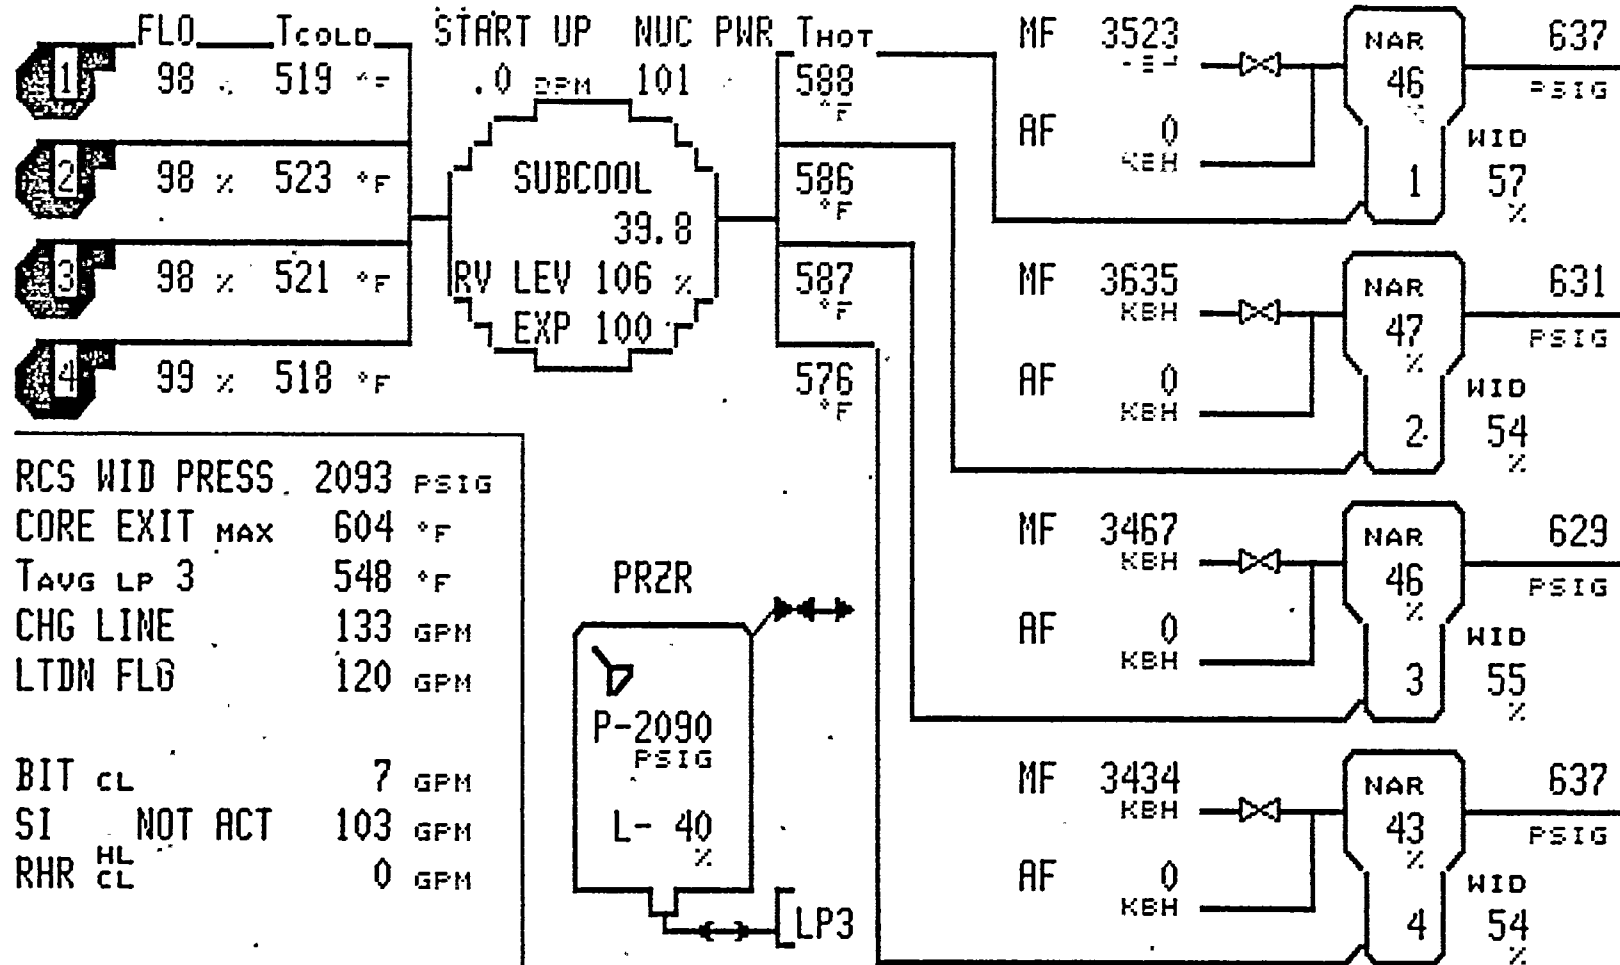 FLO TCOLD START UP NUC PWR THOT MF 3523 NAR 637
1 98 519 °F .0 DPM 101 588 °F 46 PSIG
AF 0 KBH WID
1 57 %
2 98 % 523 °F SUBCOOL 586 °F
39.8
3 98 % 521 °F RV LEV 106 % 587 °F MF 3635 KBH NAR 631
EXP 100 47 % PSIG
4 99 % 518 °F 576 °F AF 0 KBH WID
2 54 %
RCS WID PRESS 2093 PSIG
CORE EXIT MAX 604 °F MF 3467 KBH NAR 629
TAVG LP 3 548 °F PRZR 46 % PSIG
CHG LINE 133 GPM AF 0 KBH WID
LTDN FLO 120 GPM 3 55 %
P-2090
PSIG
BIT CL 7 GPM MF 3434 KBH NAR 637
SI NOT ACT 103 GPM L- 40 % 43 % PSIG
RHR HL CL 0 GPM AF 0 KBH WID
LP3 4 54 %